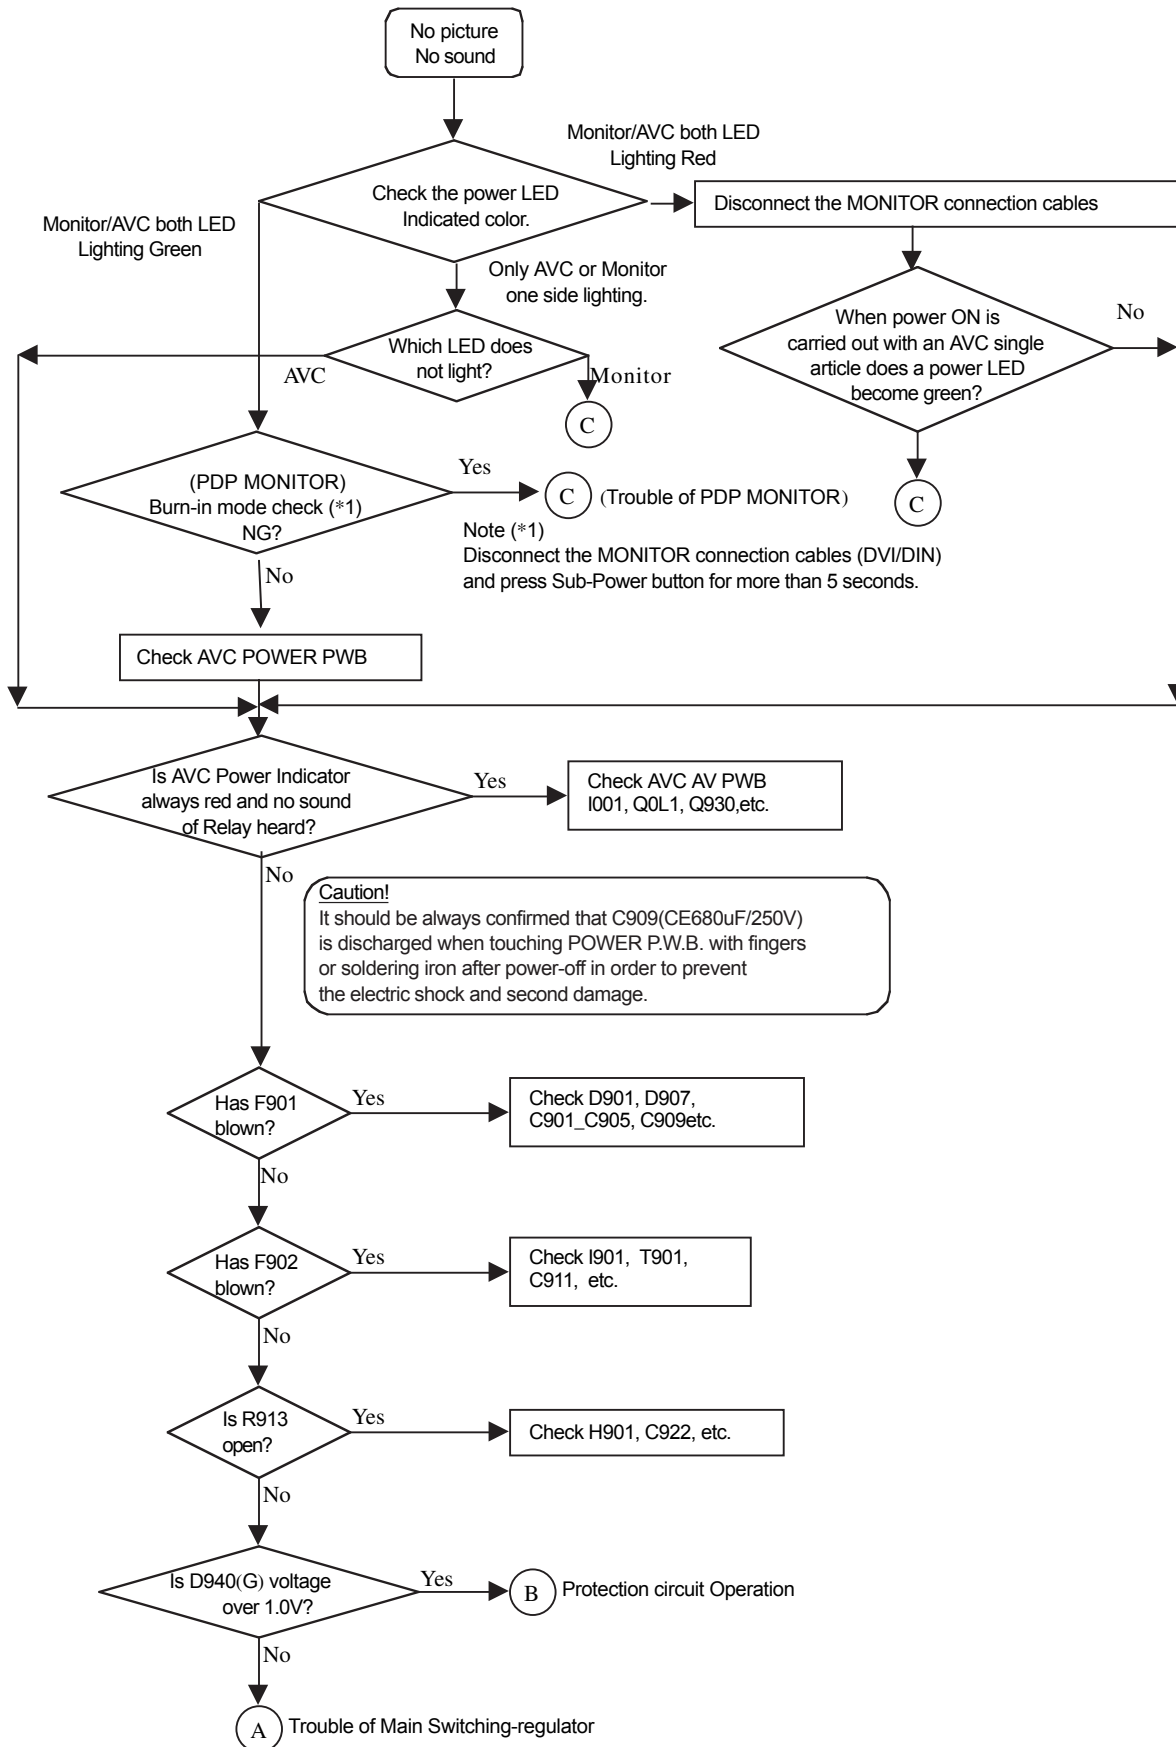 No picture
No sound
Monitor/AVC both LED
Lighting Red
Check the power LED
Indicated color.
Disconnect the MONITOR connection cables
Monitor/AVC both LED
Lighting Green
Only AVC or Monitor
one side lighting.
Which LED does
not light?
AVC
Monitor
C
When power ON is
carried out with an AVC single
article does a power LED
become green?
No
C
(PDP MONITOR)
Burn-in mode check (*1)
NG?
Yes
C
(Trouble of PDP MONITOR)
Note (*1)
Disconnect the MONITOR connection cables (DVI/DIN)
and press Sub-Power button for more than 5 seconds.
No
Check AVC POWER PWB
Is AVC Power Indicator
always red and no sound
of Relay heard?
Yes
Check AVC AV PWB
I001, Q0L1, Q930,etc.
No
Caution!
It should be always confirmed that C909(CE680uF/250V)
is discharged when touching POWER P.W.B. with fingers
or soldering iron after power-off in order to prevent
the electric shock and second damage.
Has F901
blown?
Yes
Check D901, D907,
C901_C905, C909etc.
No
Has F902
blown?
Yes
Check I901, T901,
C911, etc.
No
Is R913
open?
Yes
Check H901, C922, etc.
No
Is D940(G) voltage
over 1.0V?
Yes
B
Protection circuit Operation
No
A
Trouble of Main Switching-regulator